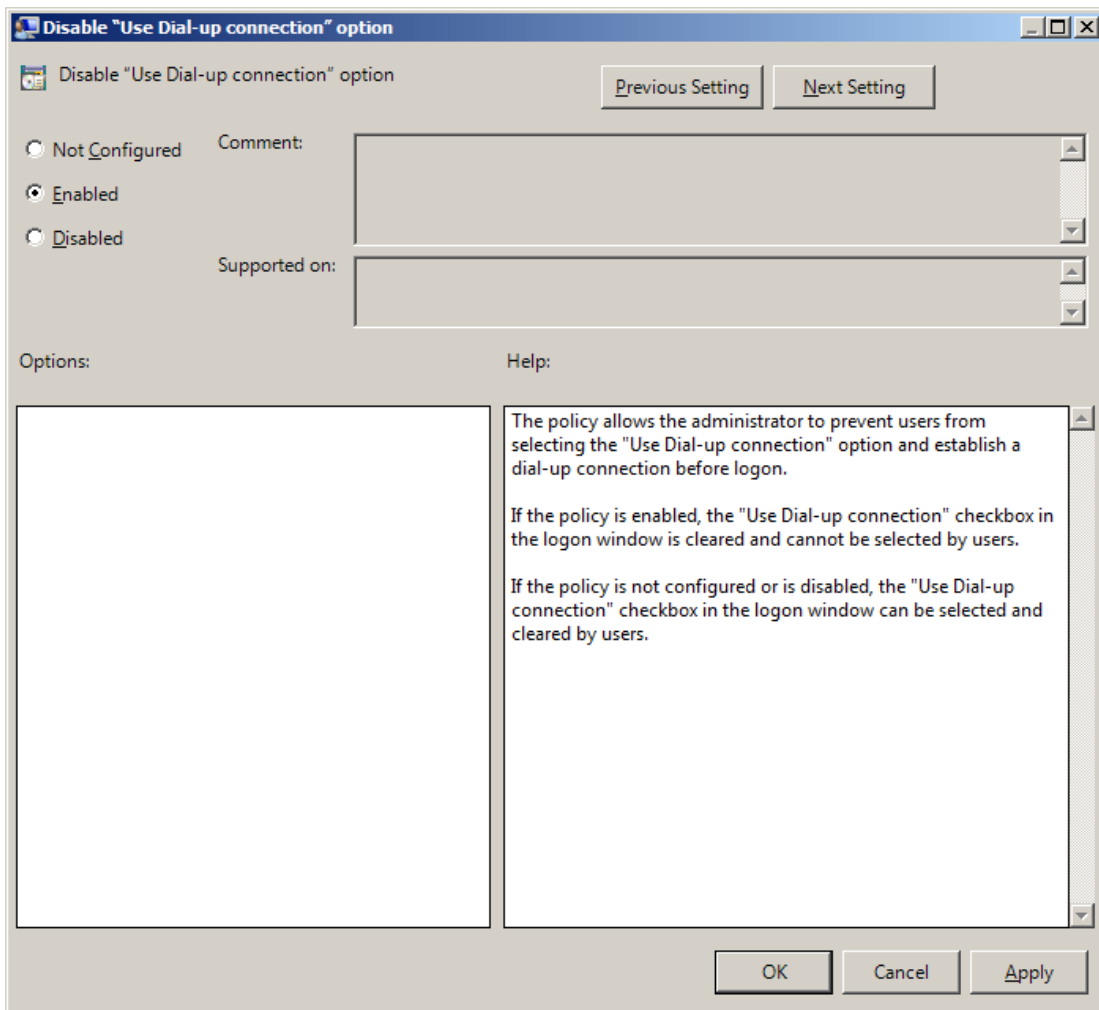 Disable “Use Dial-up connection” option
Disable “Use Dial-up connection” option
Previous Setting
Next Setting
Not Configured
Comment:
Enabled
Disabled
Supported on:
Options:
Help:
The policy allows the administrator to prevent users from
selecting the "Use Dial-up connection" option and establish a
dial-up connection before logon.
If the policy is enabled, the "Use Dial-up connection" checkbox in
the logon window is cleared and cannot be selected by users.
If the policy is not configured or is disabled, the "Use Dial-up
connection" checkbox in the logon window can be selected and
cleared by users.
OK
Cancel
Apply